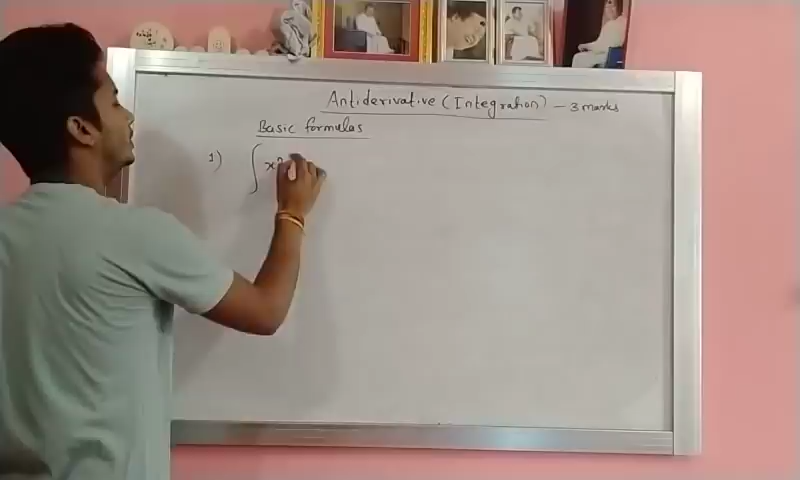 Antiderivative (Integration) — 3 marks
Basic formulas
1) ∫ x